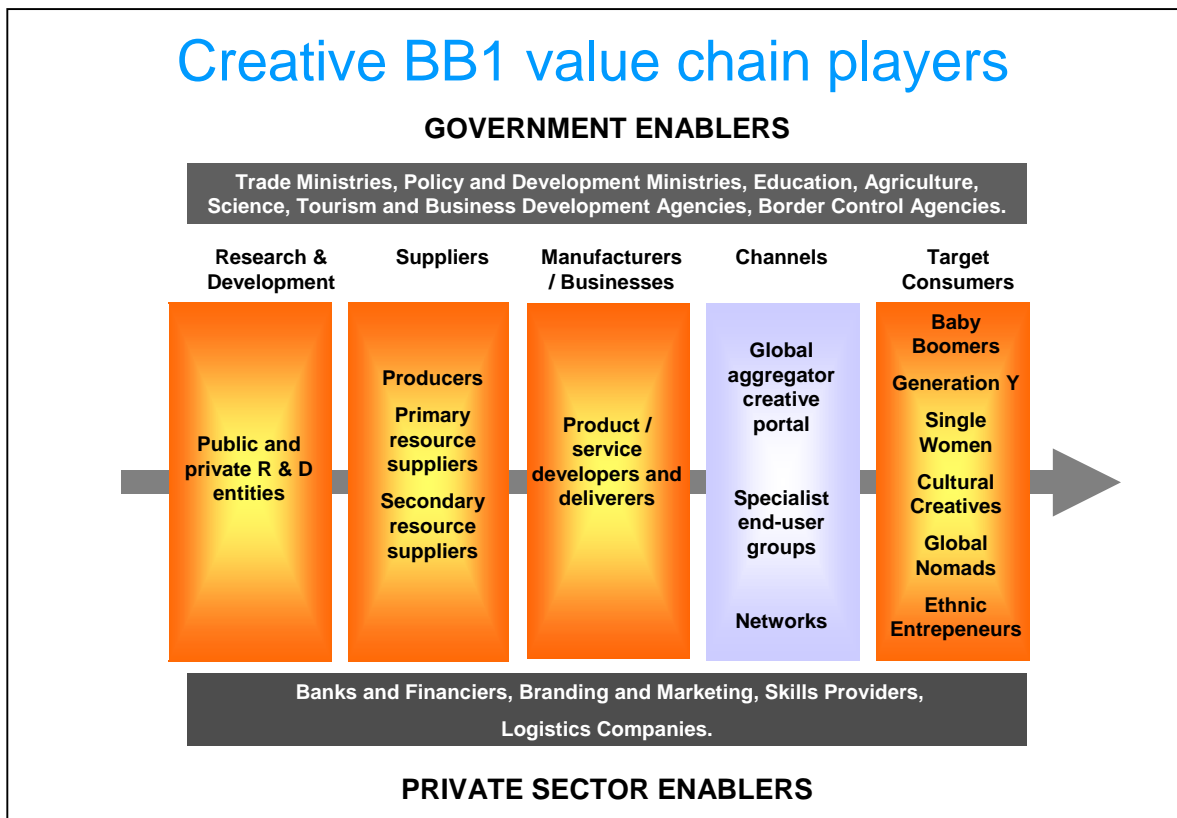 Creative BB1 value chain players
GOVERNMENT ENABLERS
Trade Ministries, Policy and Development Ministries, Education, Agriculture,
Science, Tourism and Business Development Agencies, Border Control Agencies.
Research &
Development
Suppliers
Manufacturers
/ Businesses
Channels
Target
Consumers
Public and
private R & D
entities
Producers
Primary
resource
suppliers
Secondary
resource
suppliers
Product /
service
developers and
deliverers
Global
aggregator
creative
portal
Specialist
end-user
groups
Networks
Baby
Boomers
Generation Y
Single
Women
Cultural
Creatives
Global
Nomads
Ethnic
Entrepeneurs
Banks and Financiers, Branding and Marketing, Skills Providers,
Logistics Companies.
PRIVATE SECTOR ENABLERS